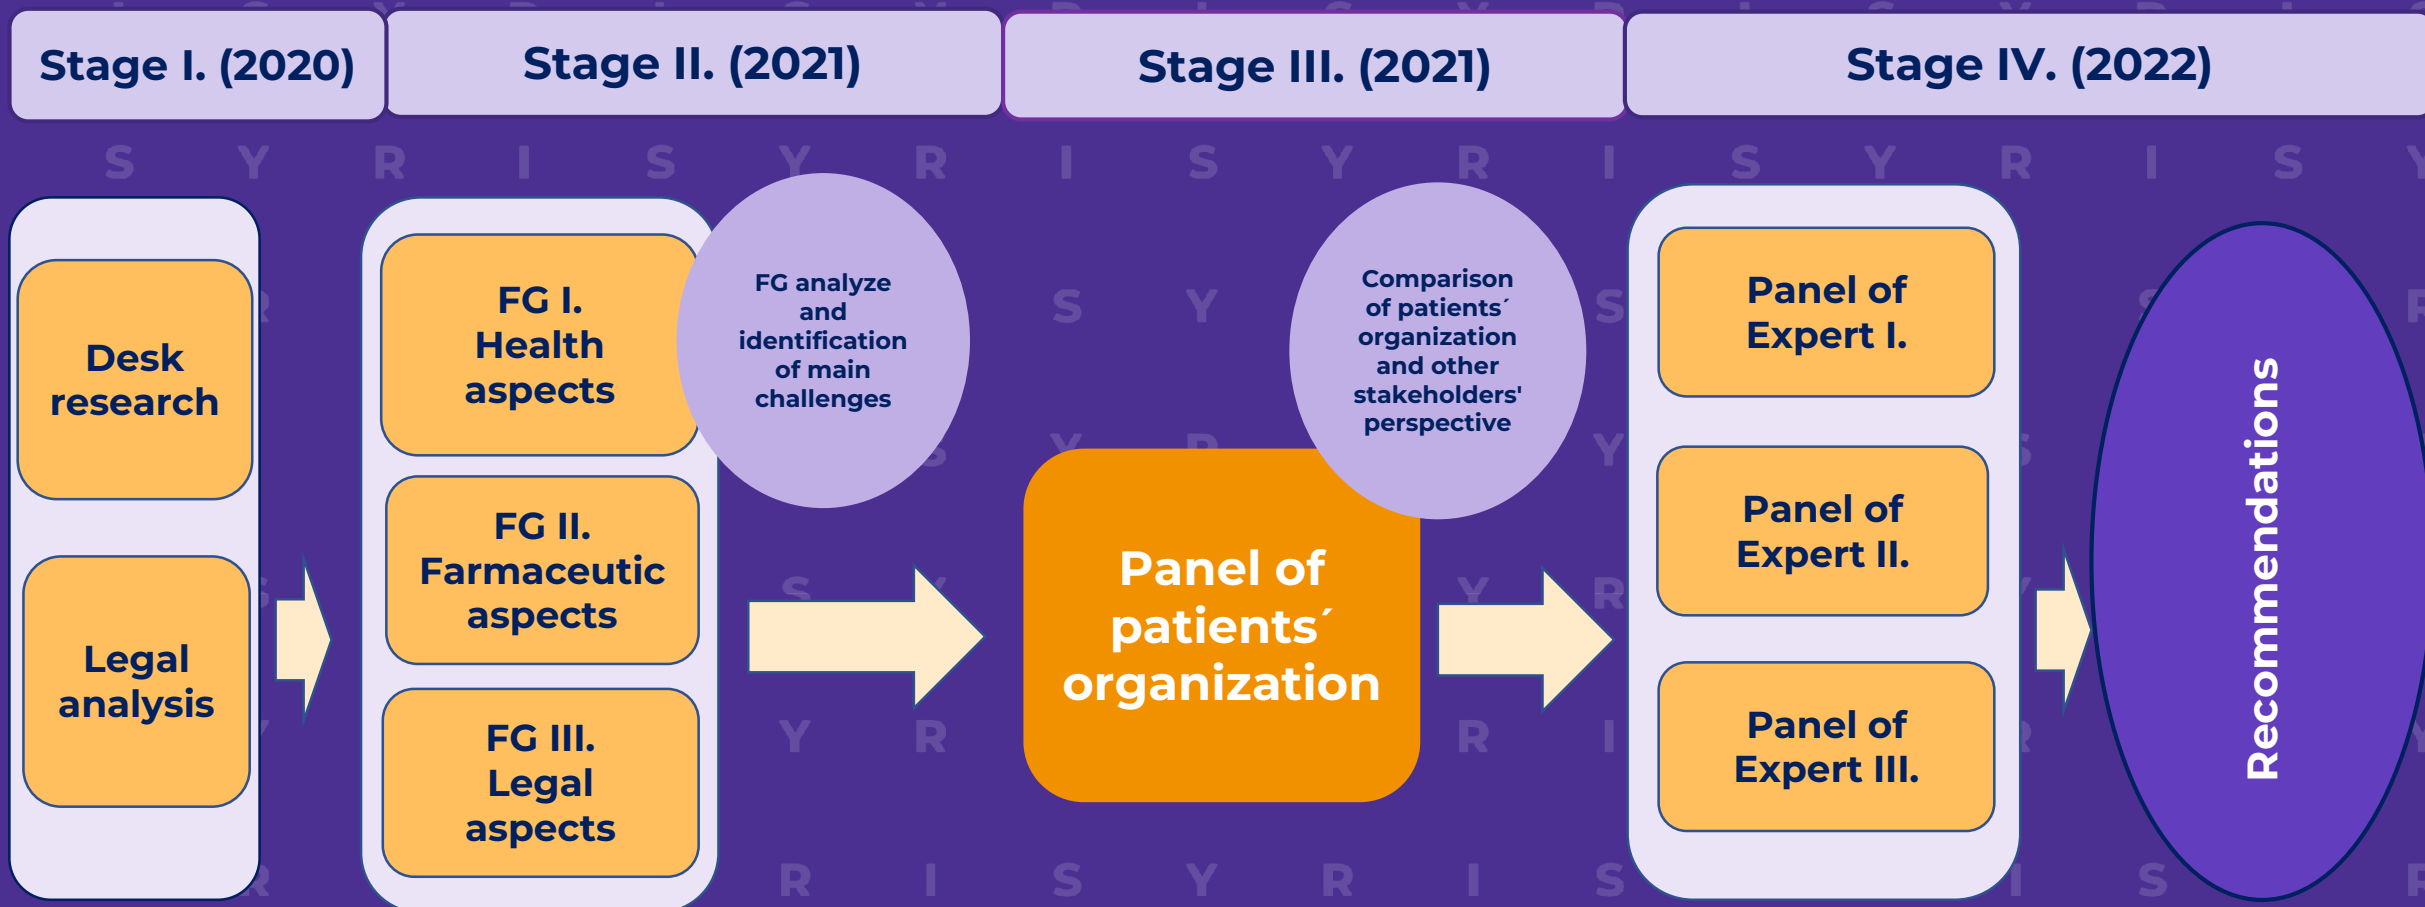 Stage I. (2020)
Stage II. (2021)
Stage III. (2021)
Stage IV. (2022)
S Y R I S Y R I S Y R I S Y R I S Y
Desk
research
Legal
analysis
FG I.
Health
aspects
FG II.
Farmaceutic
aspects
FG III.
Legal
aspects
FG analyze
and
identification
of main
challenges
Panel of
patients´
organization
Comparison
of patients´
organization
and other
stakeholders'
perspective
Panel of
Expert I.
Panel of
Expert II.
Panel of
Expert III.
Recommendations